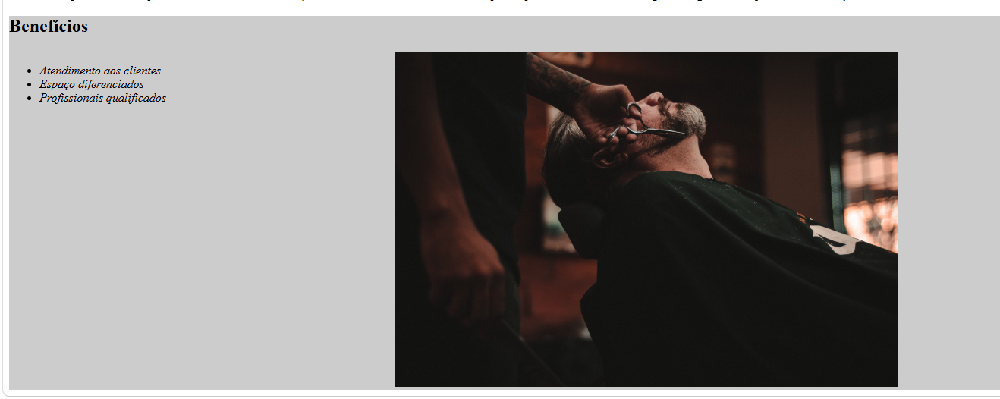 Benefícios
Atendimento aos clientes
Espaço diferenciados
Profissionais qualificados